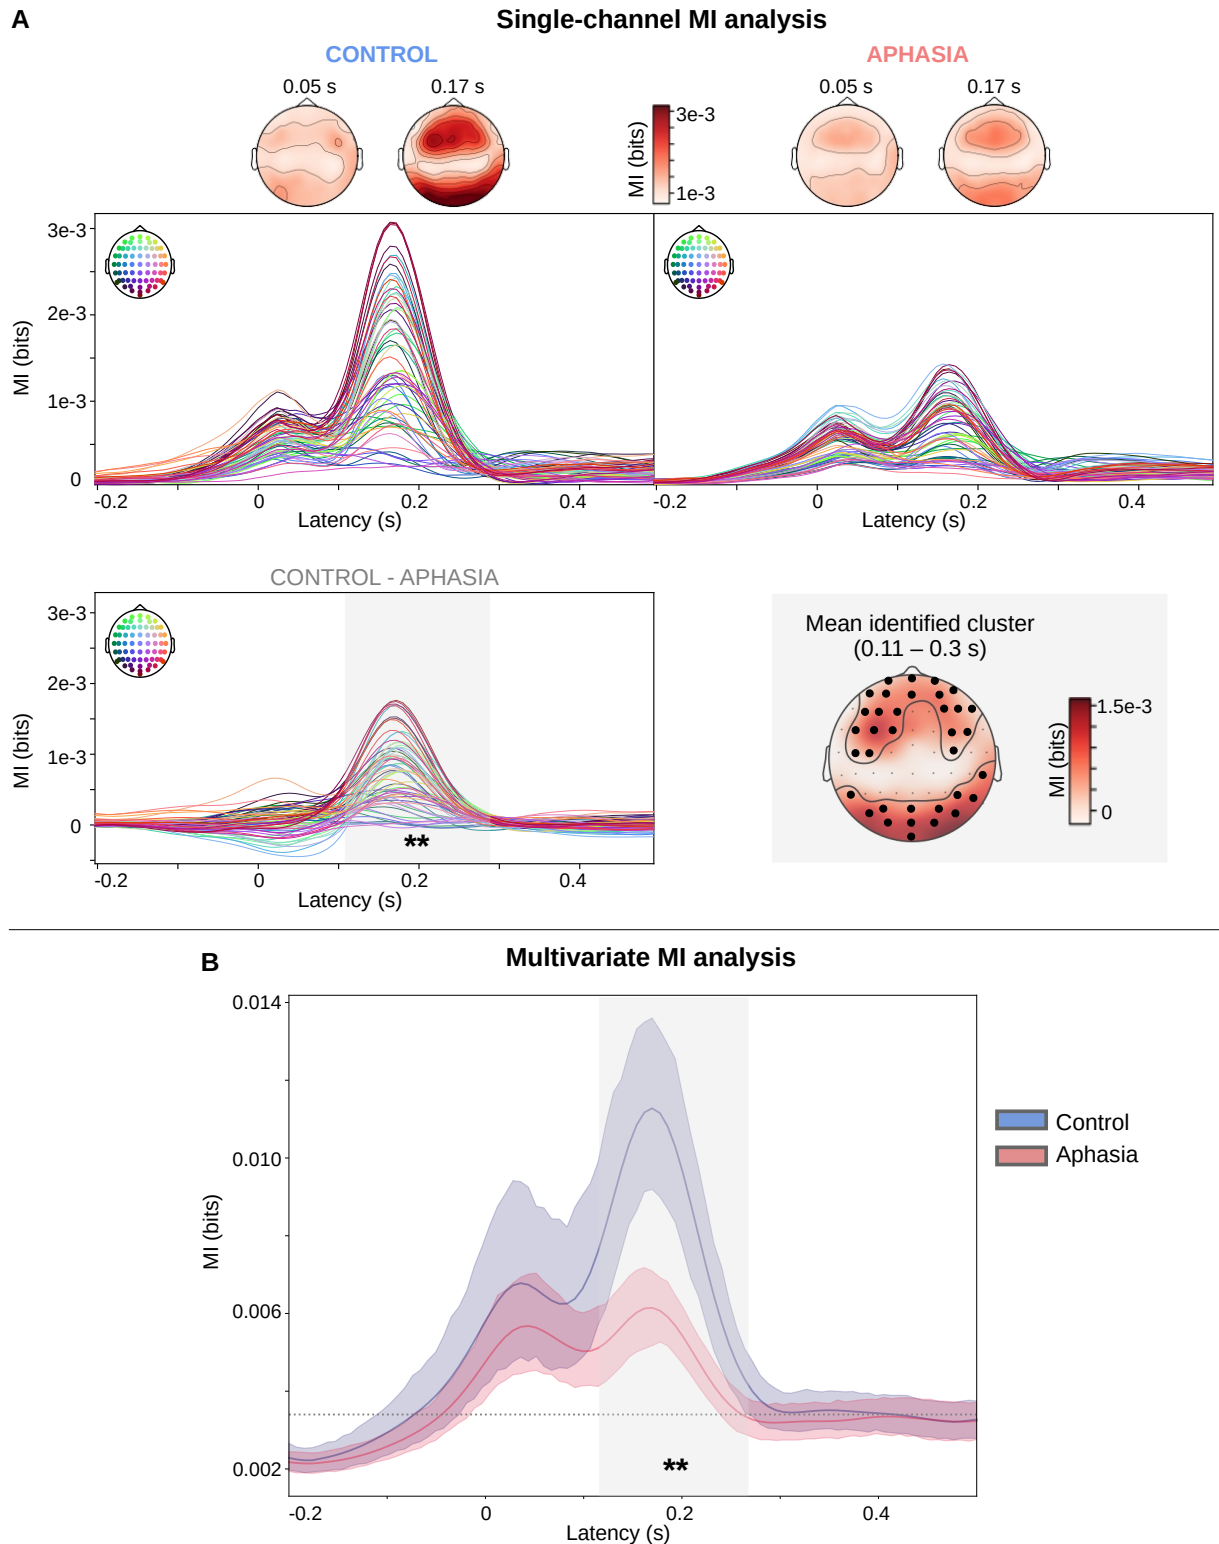 A
Single-channel MI analysis
CONTROL
APHASIA
0.05 s
0.17 s
0.05 s
0.17 s
MI (bits)
3e-3
1e-3
MI (bits)
3e-3
2e-3
1e-3
0
-0.2
0
0.2
0.4
Latency (s)
-0.2
0
0.2
0.4
Latency (s)
CONTROL - APHASIA
MI (bits)
3e-3
2e-3
1e-3
0
**
-0.2
0
0.2
0.4
Latency (s)
Mean identified cluster
(0.11 – 0.3 s)
MI (bits)
1.5e-3
0
B
Multivariate MI analysis
MI (bits)
0.014
0.010
0.006
0.002
**
-0.2
0
0.2
0.4
Latency (s)
Control
Aphasia